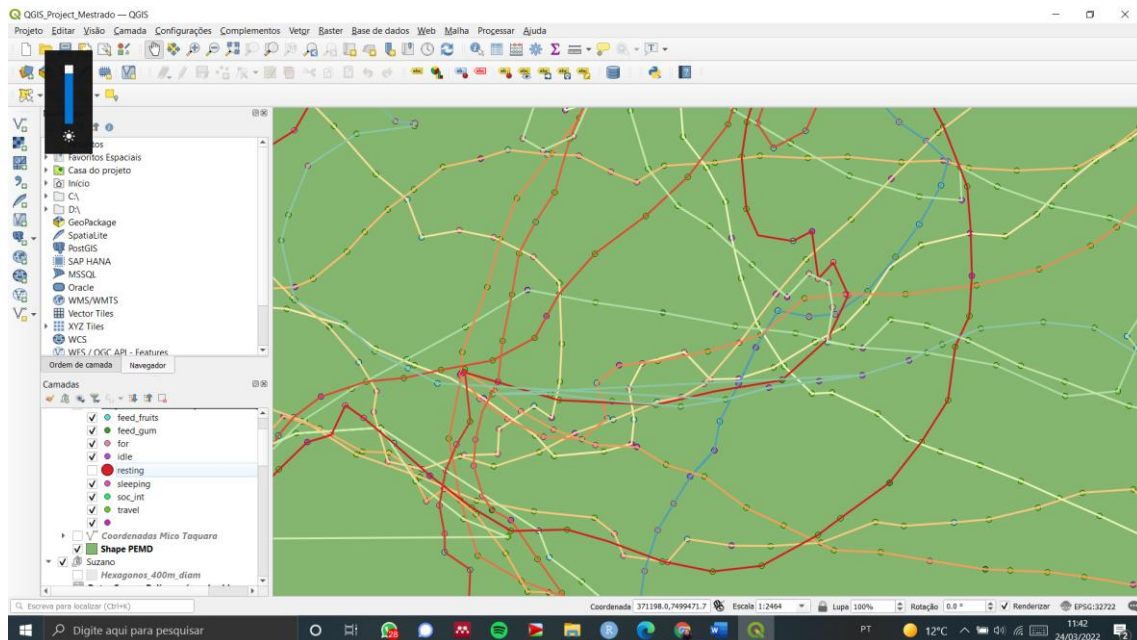 QGIS_Project_Mestrado — QGIS
Projeto Editar Visão Camada Configurações Complementos Vetor Raster Base de dados Web Malha Processar Ajuda
Favoritos Espaciais
Casa do projeto
Início
C:\
D:\
GeoPackage
SpatiaLite
PostGIS
SAP HANA
MSSQL
Oracle
WMS/WMTS
Vector Tiles
XYZ Tiles
WCS
WFS / OGC API - Features
Ordem de camada Navegador
Camadas
feed_fruits
feed_gum
for
idle
resting
sleeping
soc_int
travel
Coordenadas Mico Taquara
Shape PEMD
Suzano
Hexagonos_400m_diam
Escreva para localizar (Ctrl+K)
Coordenada 371198.0,7499471.7 Escala 1:2464 Lupa 100% Rotação 0.0 ° Renderizar EPSG:32722
Digite aqui para pesquisar
28
PT
12°C
11:42
24/03/2022